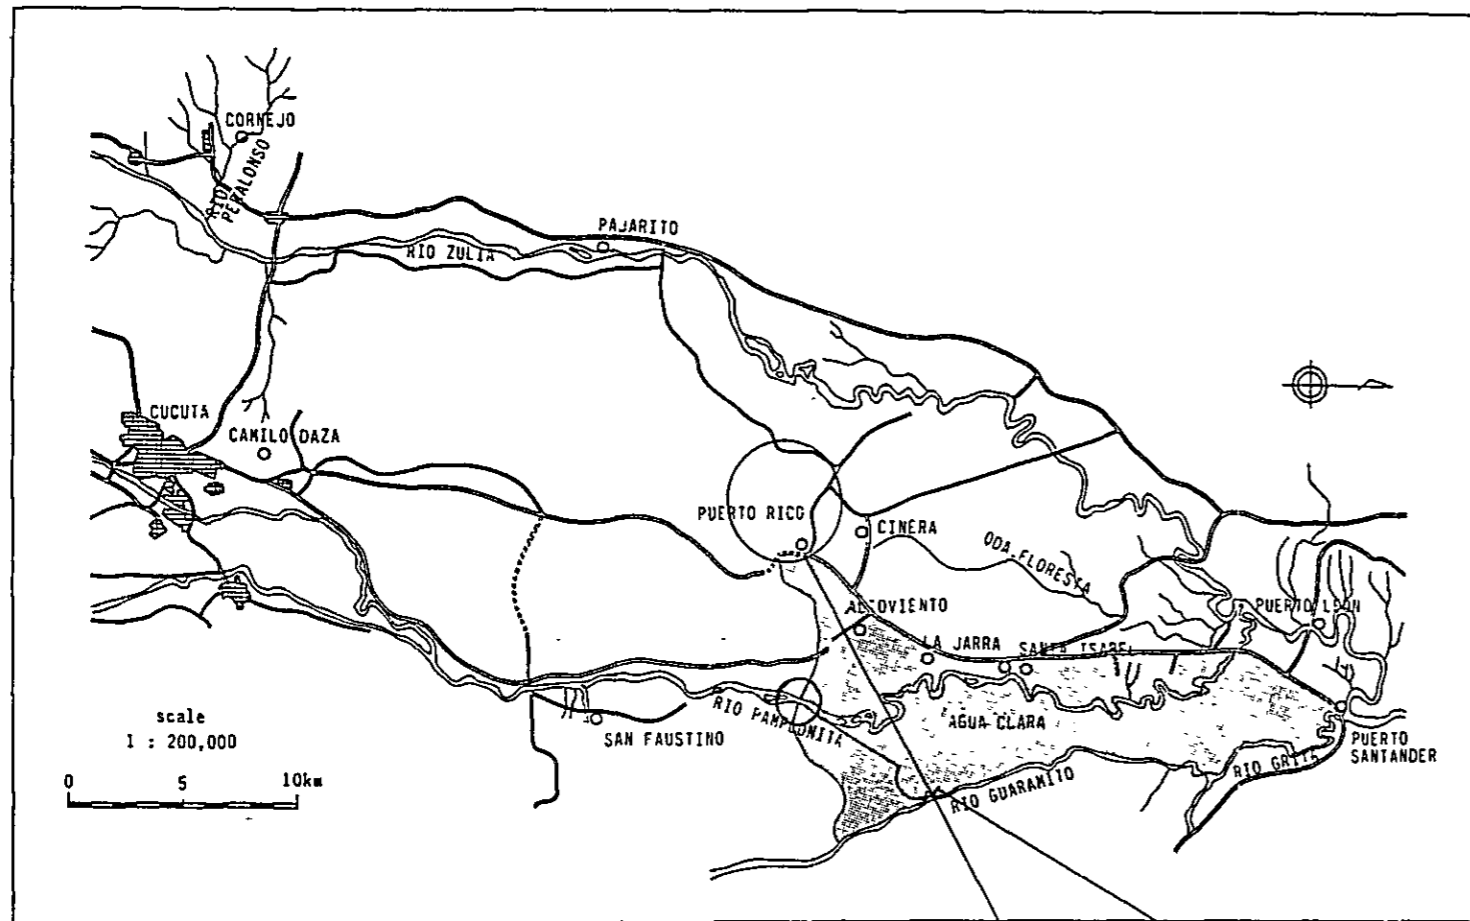 CORNEJO
RIO
PERALONSO
PAJARITO
RIO ZULIA
CUCUTA
CAMILO DAZA
PUERTO RICO
CINERA
QDA.FLORESTA
ALTOVIENTO
PUERTO LEON
LA JARRA
SANTA ISABEL
RIO PAMPLONITA
AGUA CLARA
SAN FAUSTINO
PUERTO
SANTANDER
RIO GRITA
RIO GUARAMITO
scale
1 : 200,000
0 5 10km